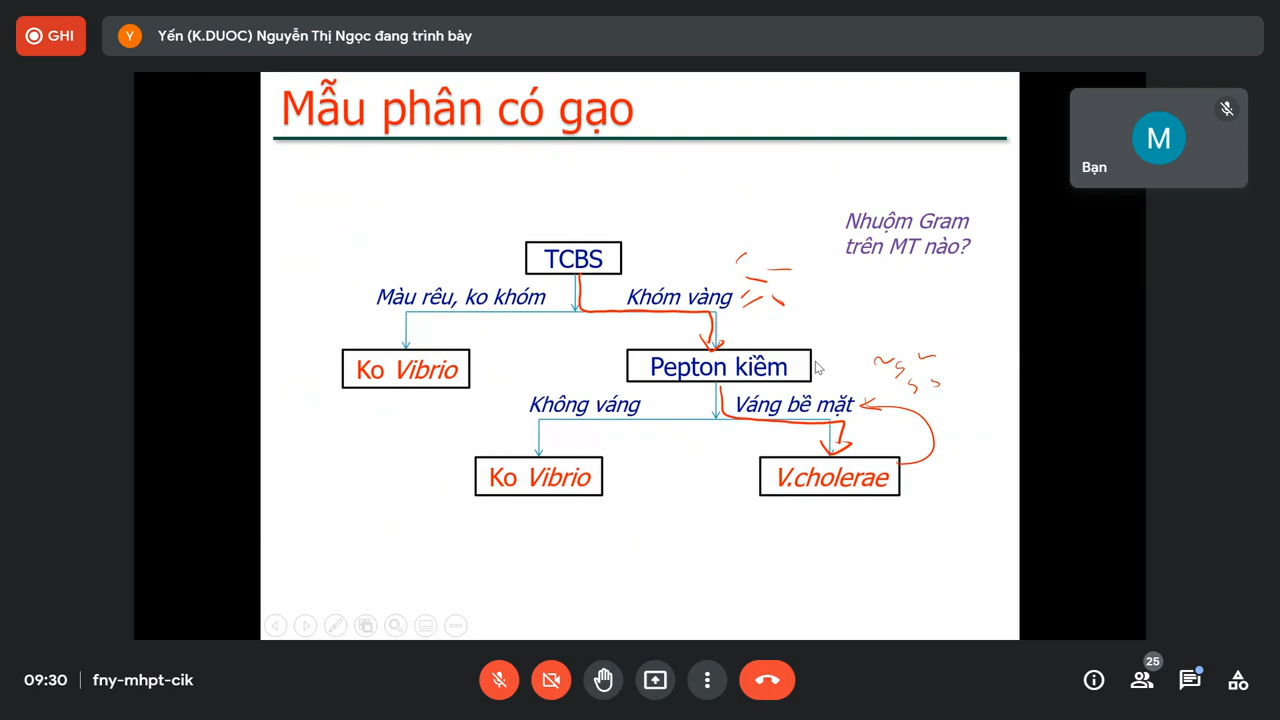 GHI
Y
Yến (K.DUOC) Nguyễn Thị Ngọc đang trình bày
Mẫu phân có gạo
M
Bạn
Nhuộm Gram
trên MT nào?
TCBS
Màu rêu, ko khóm
Khóm vàng
Ko Vibrio
Pepton kiềm
Không váng
Váng bề mặt
Ko Vibrio
V.cholerae
09:30
fny-mhpt-cik
25